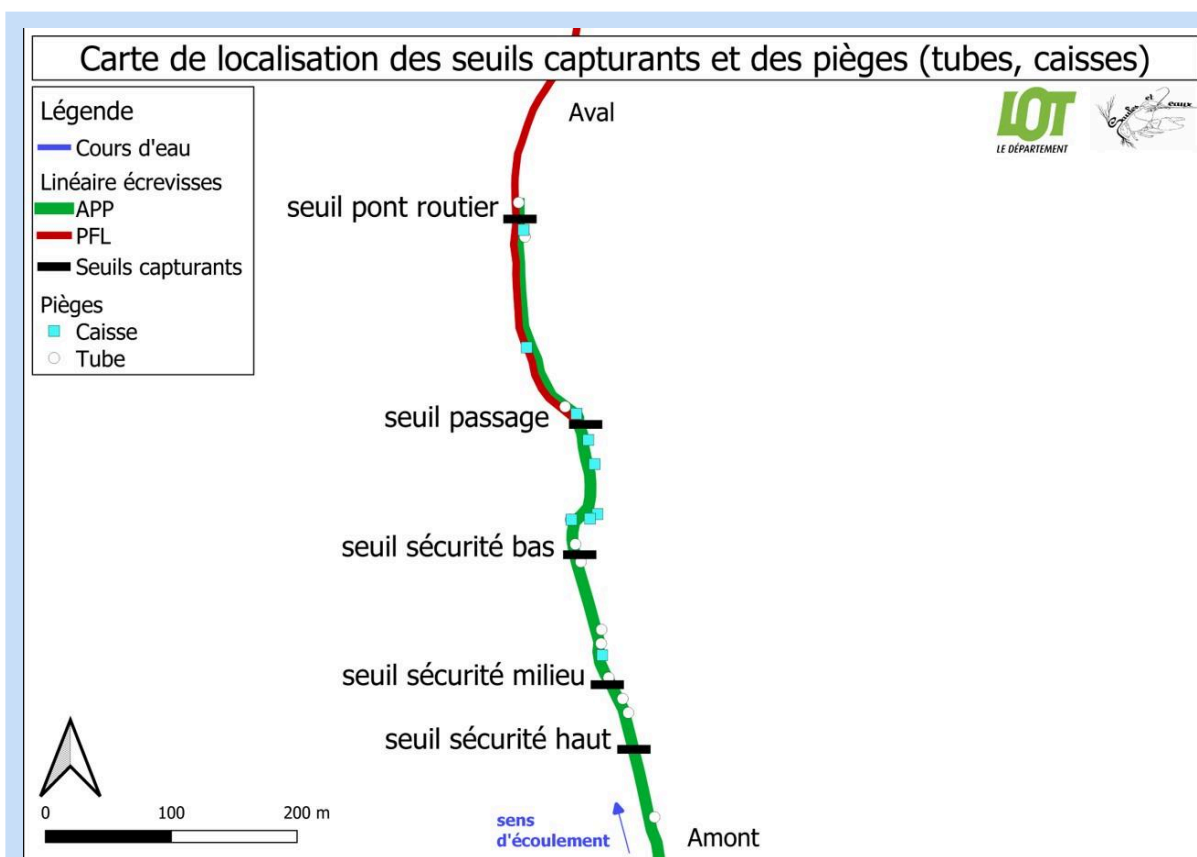 Carte de localisation des seuils capturants et des pièges (tubes, caisses)
Légende
Cours d'eau
Linéaire écrevisses
APP
PFL
Seuils capturants
Pièges
Caisse
Tube
Aval
LOT
LE DÉPARTEMENT
seuil pont routier
seuil passage
seuil sécurité bas
seuil sécurité milieu
seuil sécurité haut
0 100 200 m
sens
d'écoulement
Amont